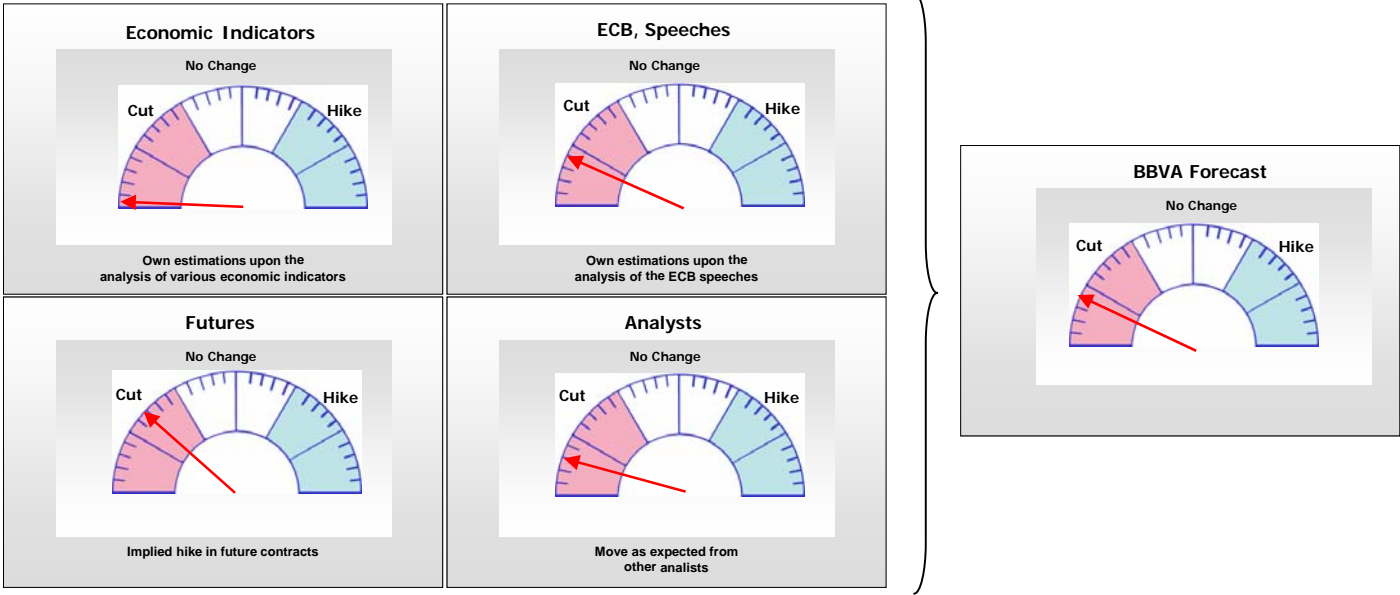 Economic Indicators
No Change
Cut
Hike
Own estimations upon the
analysis of various economic indicators
ECB, Speeches
No Change
Cut
Hike
Own estimations upon the
analysis of the ECB speeches
Futures
No Change
Cut
Hike
Implied hike in future contracts
Analysts
No Change
Cut
Hike
Move as expected from
other analists
BBVA Forecast
No Change
Cut
Hike